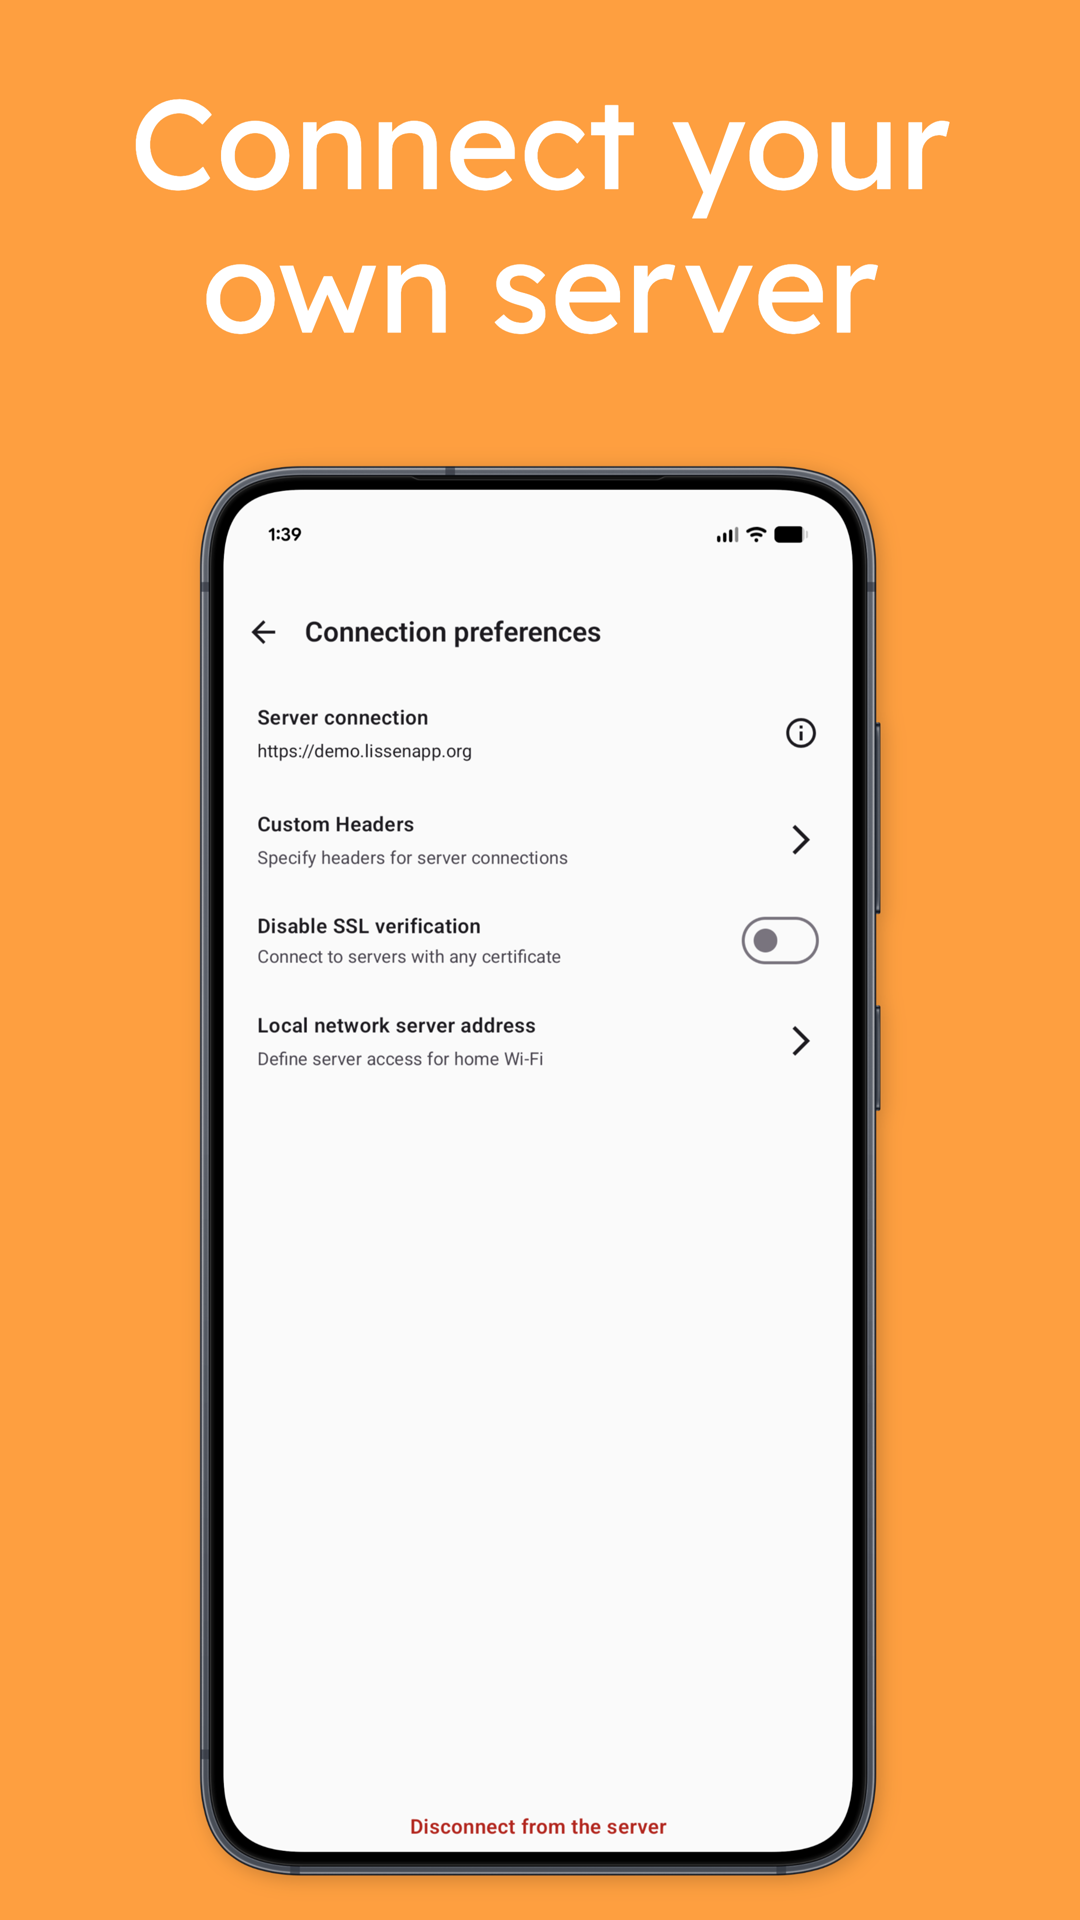 Connect your
own server
1:39
Connection preferences
Server connection
https://demo.lissenapp.org
Custom Headers
Specify headers for server connections
Disable SSL verification
Connect to servers with any certificate
Local network server address
Define server access for home Wi-Fi
Disconnect from the server